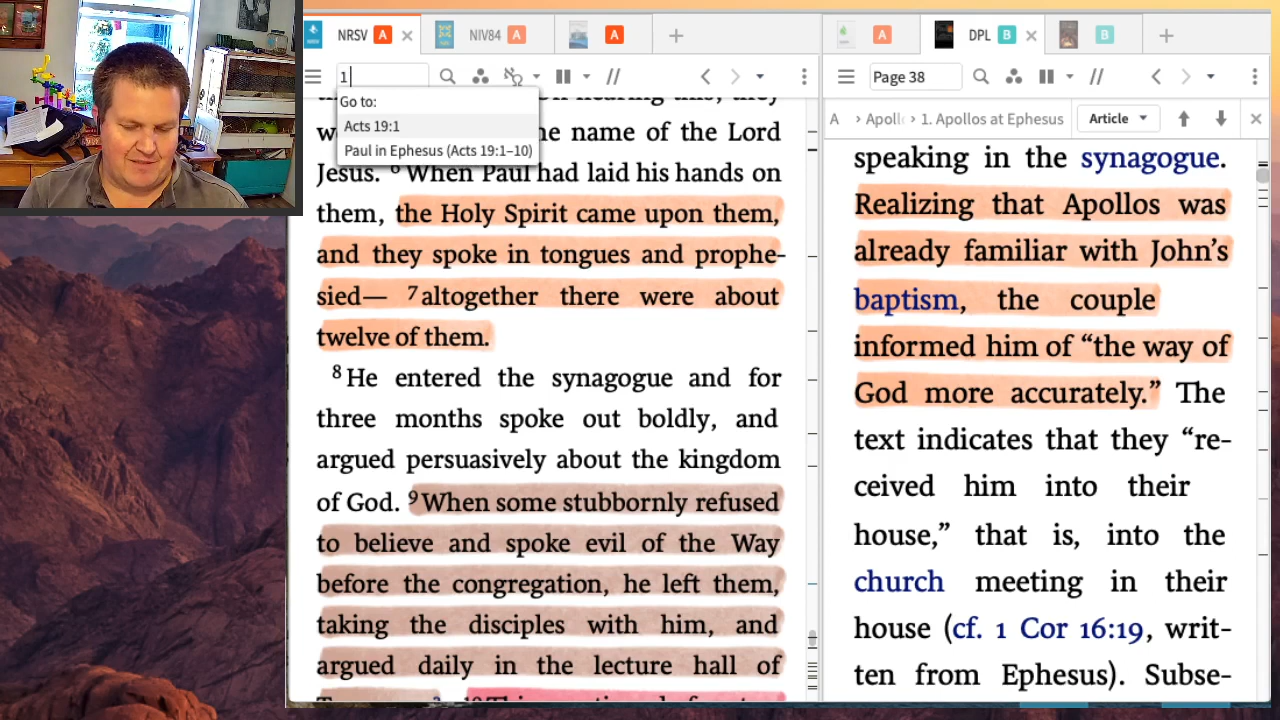 NRSV A
NIV84 A
A
1
Go to:
Acts 19:1
Paul in Ephesus (Acts 19:1–10)
On hearing this, they
the name of the Lord
Jesus. 6 When Paul had laid his hands on
them, the Holy Spirit came upon them,
and they spoke in tongues and prophe-
sied— 7 altogether there were about
twelve of them.
8 He entered the synagogue and for
three months spoke out boldly, and
argued persuasively about the kingdom
of God. 9 When some stubbornly refused
to believe and spoke evil of the Way
before the congregation, he left them,
taking the disciples with him, and
argued daily in the lecture hall of
A
DPL B
B
Page 38
A › Apoll › 1. Apollos at Ephesus
Article
speaking in the synagogue.
Realizing that Apollos was
already familiar with John’s
baptism, the couple
informed him of “the way of
God more accurately.” The
text indicates that they “re-
ceived him into their
house,” that is, into the
church meeting in their
house (cf. 1 Cor 16:19, writ-
ten from Ephesus). Subse-